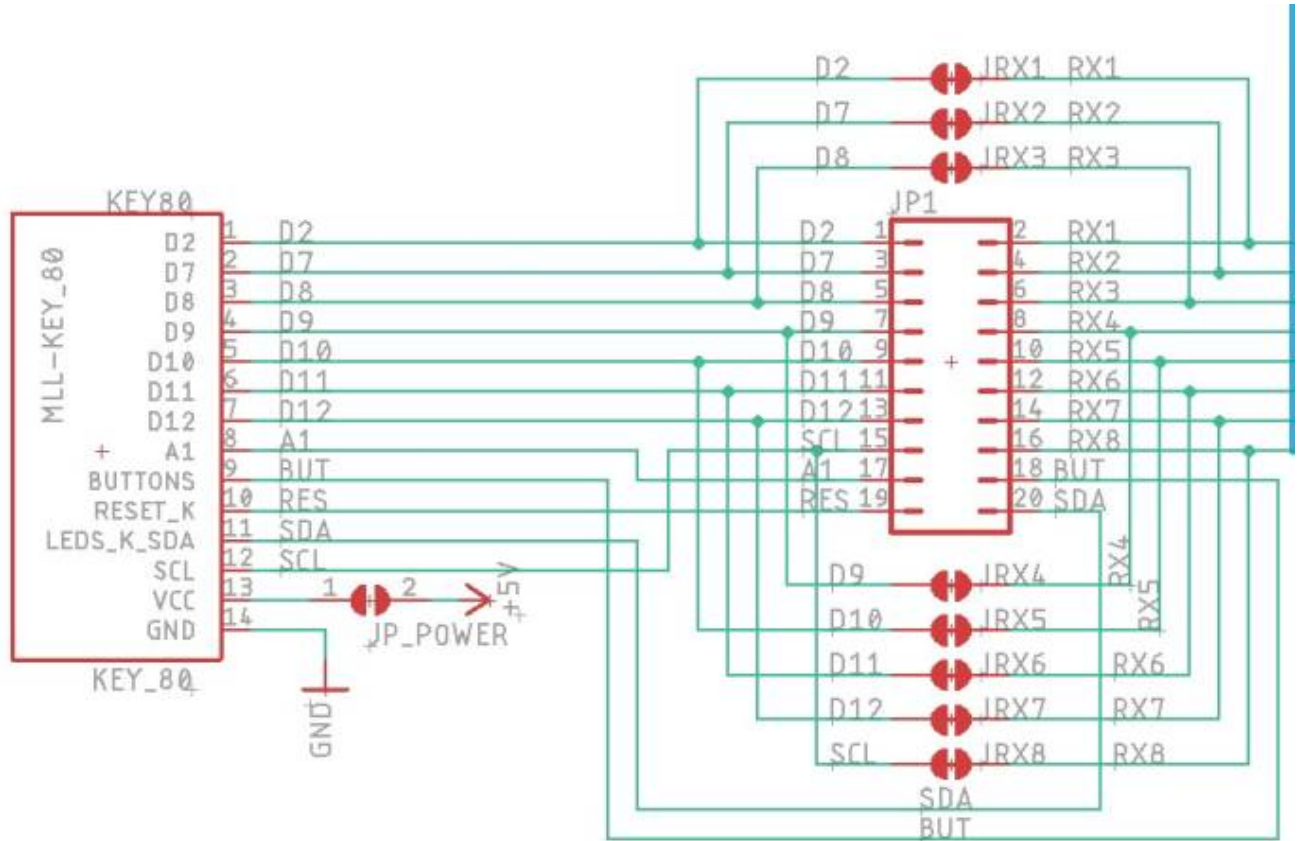 D2 JRX1 RX1
D7 JRX2 RX2
D8 JRX3 RX3
KEY80
JP1
MLL-KEY_80
D2 1 D2 D2 1 2 RX1
D7 2 D7 D7 3 4 RX2
D8 3 D8 D8 5 6 RX3
D9 4 D9 D9 7 8 RX4
D10 5 D10 D10 9 10 RX5
D11 6 D11 D11 11 12 RX6
D12 7 D12 D12 13 14 RX7
A1 8 A1 SCL 15 16 RX8
BUTTONS 9 BUT A1 17 18 BUT
RESET_K 10 RES RES 19 20 SDA
LEDS_K_SDA 11 SDA
SCL 12 SCL
VCC 13 1 2 +5V
JP_POWER
GND 14
KEY_80
GND
D9 JRX4 RX4
D10 JRX5 RX5
D11 JRX6 RX6
D12 JRX7 RX7
SCL JRX8 RX8
SDA
BUT